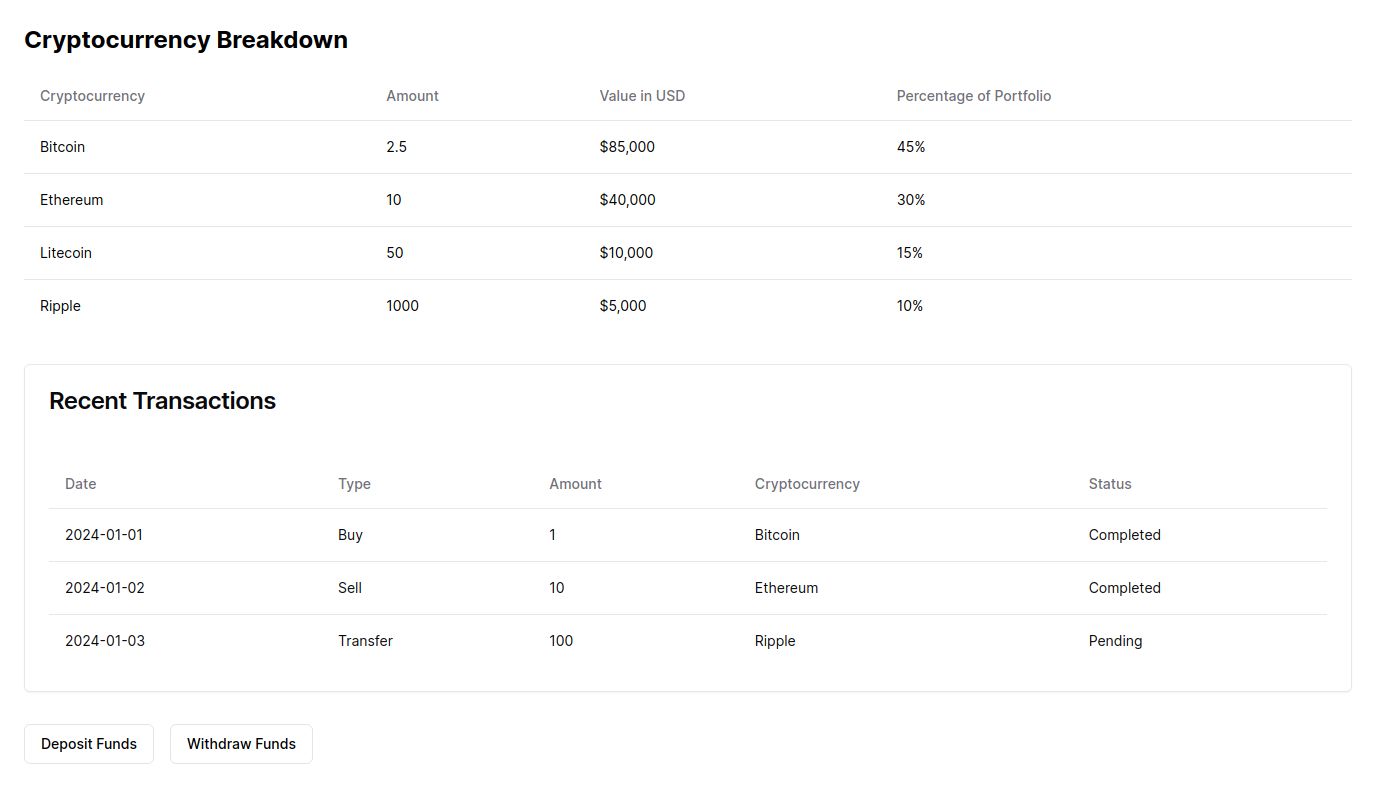 Cryptocurrency Breakdown
Cryptocurrency Amount Value in USD Percentage of Portfolio
Bitcoin 2.5 $85,000 45%
Ethereum 10 $40,000 30%
Litecoin 50 $10,000 15%
Ripple 1000 $5,000 10%
Recent Transactions
Date Type Amount Cryptocurrency Status
2024-01-01 Buy 1 Bitcoin Completed
2024-01-02 Sell 10 Ethereum Completed
2024-01-03 Transfer 100 Ripple Pending
Deposit Funds Withdraw Funds